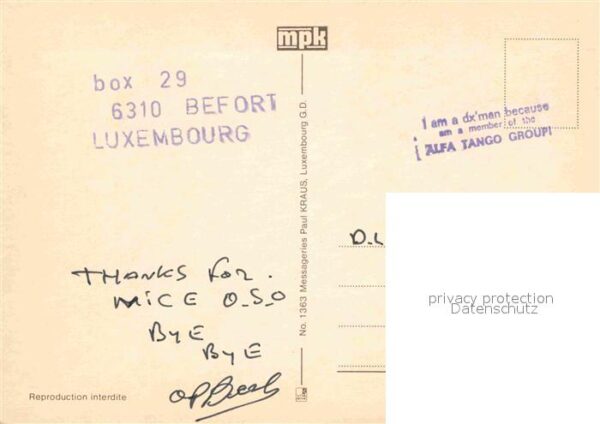 mpk
box 29
6310 BEFORT
LUXEMBOURG
I am a dx'man because
am a member of the
ALFA TANGO GROUP!
No. 1363 Messageries Paul KRAUS, Luxembourg G.D.
D.L
THANKS FOR.
NICE Q.S.O
BYE
BYE
Reproduction interdite
privacy protection
Datenschutz